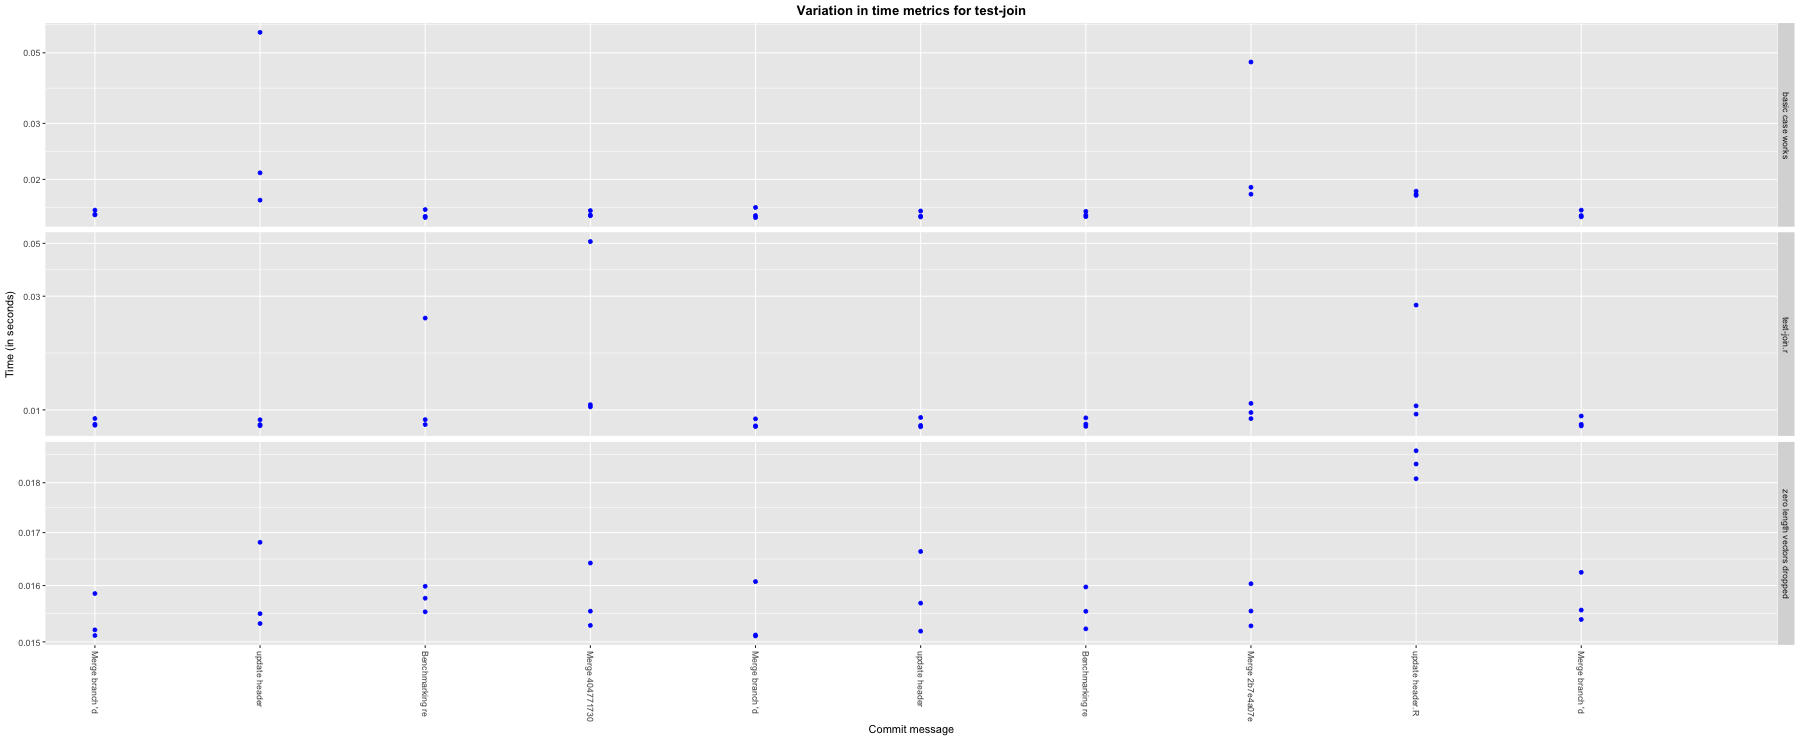 Variation in time metrics for test-join
0.05
0.03
0.02
basic case works
0.05
0.03
0.01
test-join.r
0.018
0.017
0.016
0.015
zero length vectors dropped
Time (in seconds)
Merge branch 'd
update header
Benchmarking re
Merge 404771730
Merge branch 'd
update header
Benchmarking re
Merge 2b7e4a07e
update header.R
Merge branch 'd
Commit message